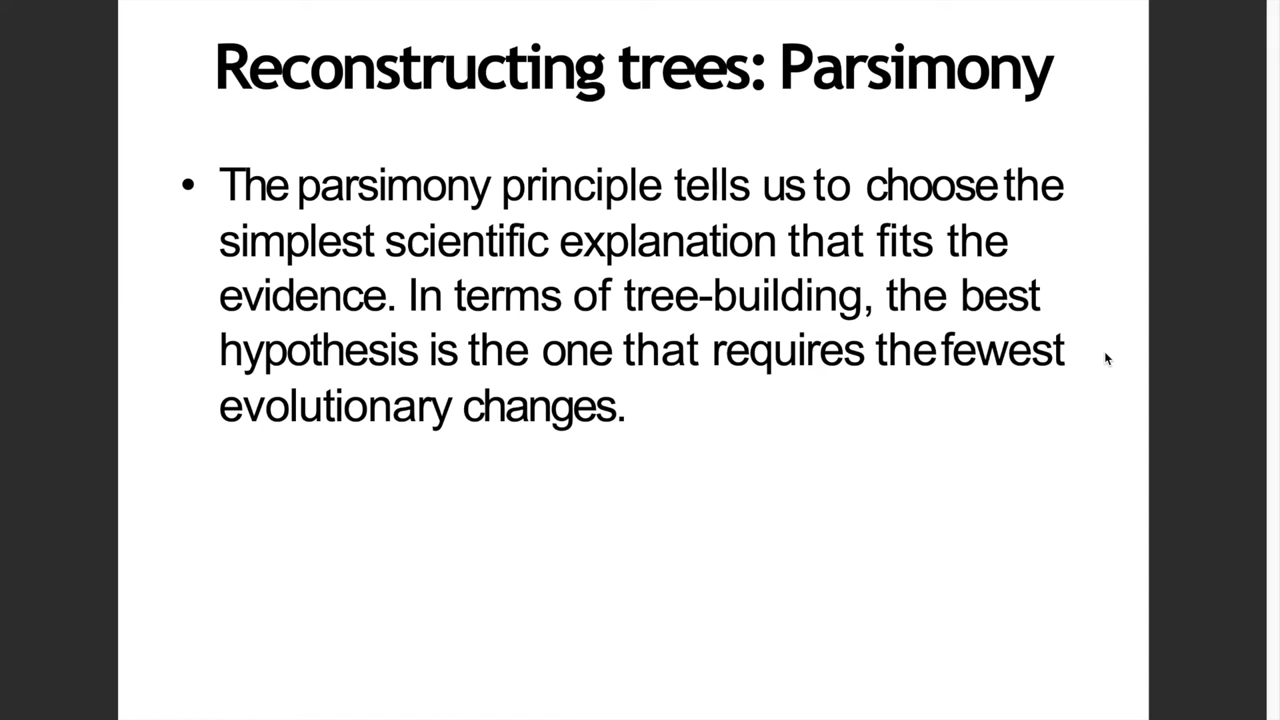 Reconstructing trees: Parsimony
• The parsimony principle tells us to choose the
simplest scientific explanation that fits the
evidence. In terms of tree-building, the best
hypothesis is the one that requires the fewest
evolutionary changes.